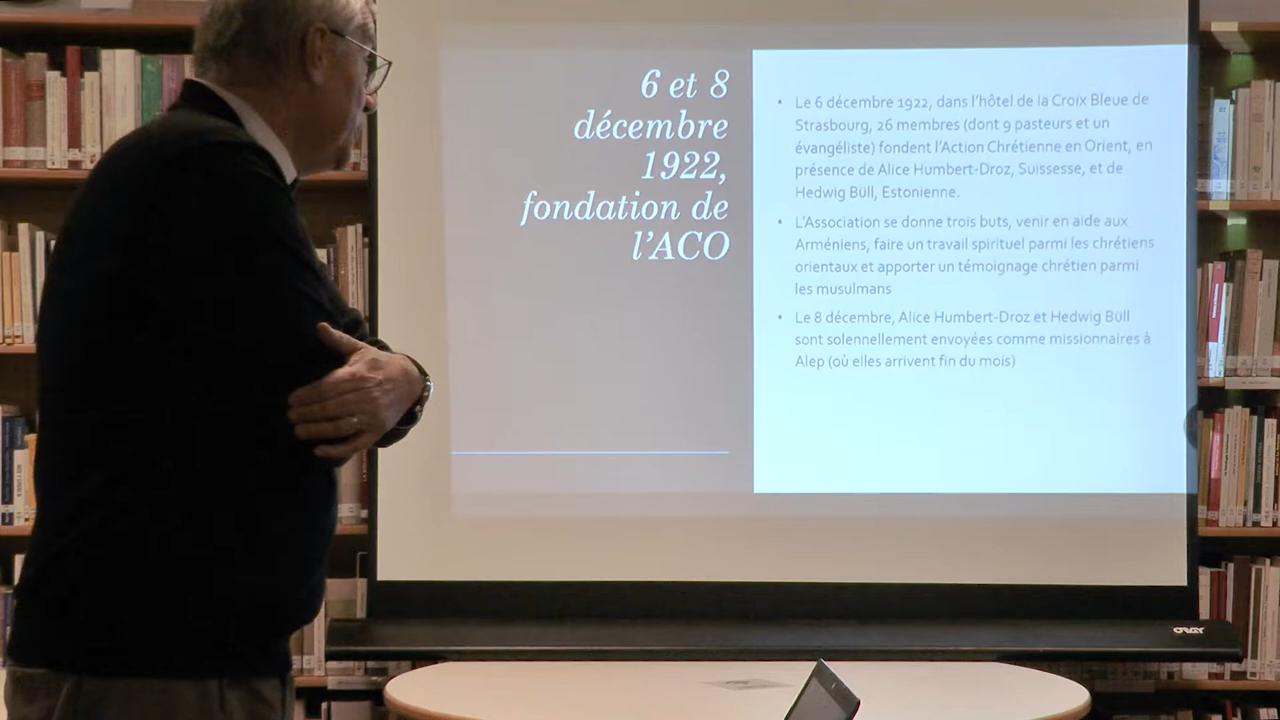 6 et 8
décembre
1922,
fondation de
l'ACO
• Le 6 décembre 1922, dans l'hôtel de la Croix Bleue de
Strasbourg, 26 membres (dont 9 pasteurs et un
évangéliste) fondent l'Action Chrétienne en Orient, en
présence de Alice Humbert-Droz, Suissesse, et de
Hedwig Büll, Estonienne.
• L'Association se donne trois buts, venir en aide aux
Arméniens, faire un travail spirituel parmi les chrétiens
orientaux et apporter un témoignage chrétien parmi
les musulmans
• Le 8 décembre, Alice Humbert-Droz et Hedwig Büll
sont solennellement envoyées comme missionnaires à
Alep (où elles arrivent fin du mois)
ORAY